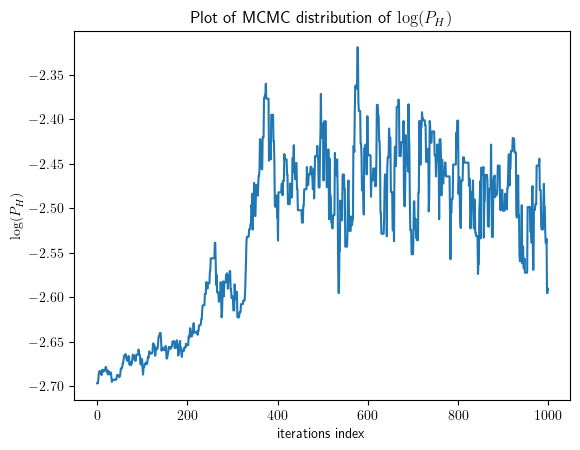 Plot of MCMC distribution of log(P_H)
log(P_H)
−2.35
−2.40
−2.45
−2.50
−2.55
−2.60
−2.65
−2.70
0 200 400 600 800 1000
iterations index